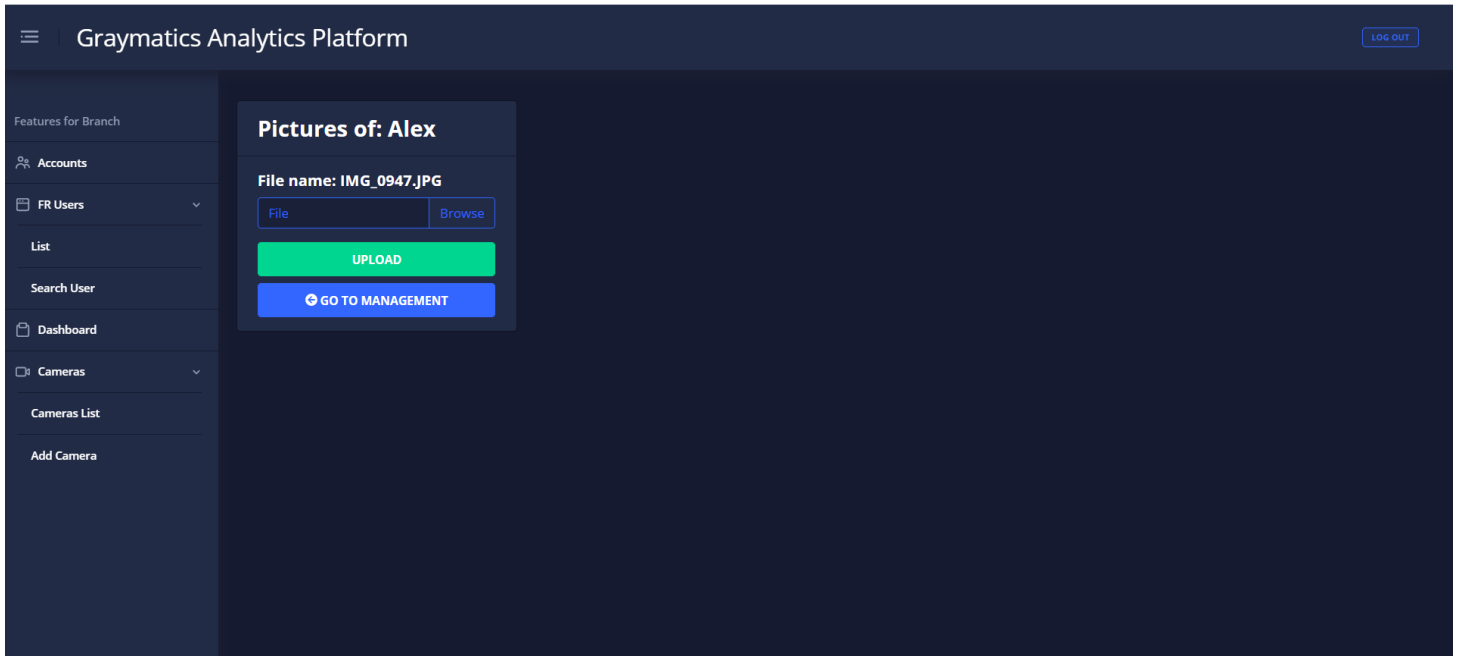 Graymatics Analytics Platform
LOG OUT
Features for Branch
Accounts
FR Users
List
Search User
Dashboard
Cameras
Cameras List
Add Camera
Pictures of: Alex
File name: IMG_0947.JPG
File Browse
UPLOAD
GO TO MANAGEMENT